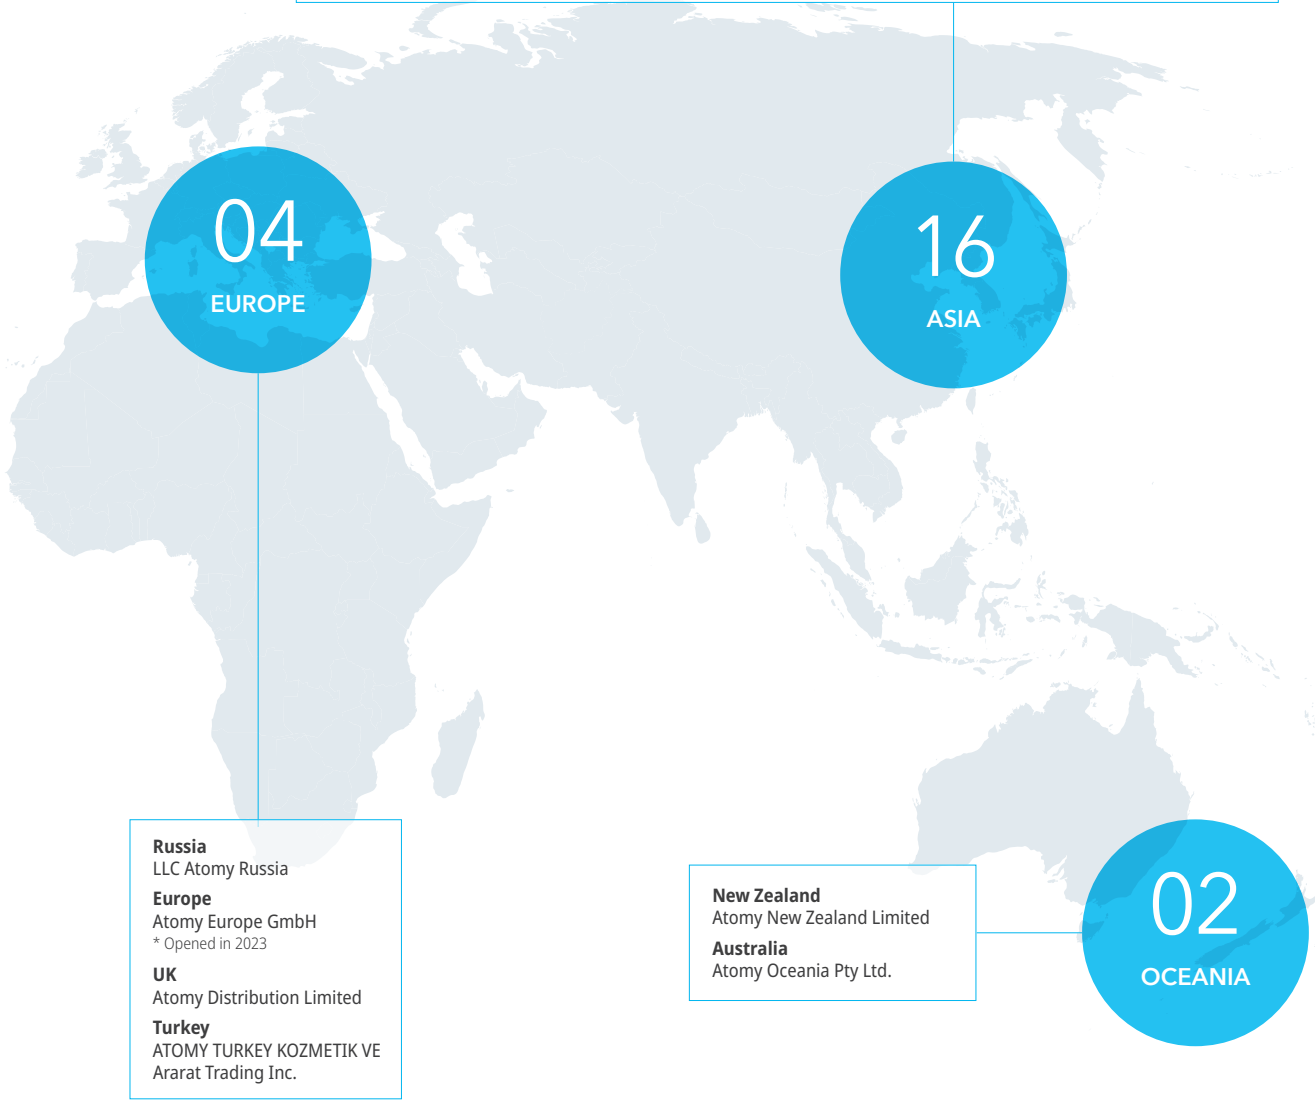 04
EUROPE
16
ASIA
Russia
LLC Atomy Russia
Europe
Atomy Europe GmbH
* Opened in 2023
UK
Atomy Distribution Limited
Turkey
ATOMY TURKEY KOZMETIK VE
Ararat Trading Inc.
New Zealand
Atomy New Zealand Limited
Australia
Atomy Oceania Pty Ltd.
02
OCEANIA